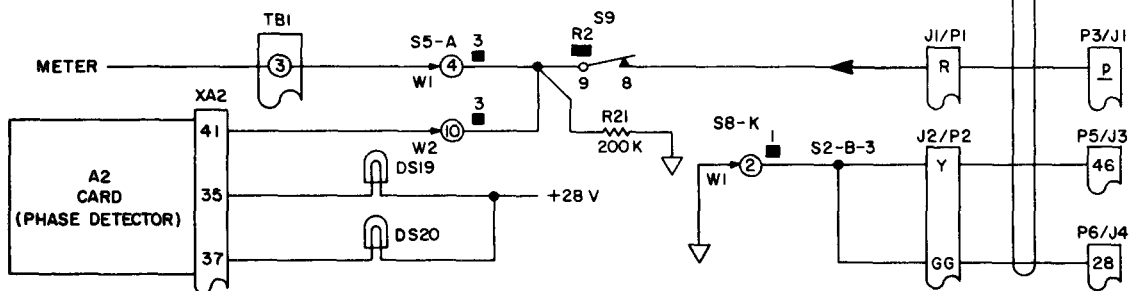 TB1
S9
S5-A
3
R2
J1/P1
P3/J1
METER
3
4
R
p
W1
9
8
XA2
3
41
10
R21
200K
W2
S8-K
1
S2-B-3
J2/P2
P5/J3
DS19
2
Y
46
A2
CARD
(PHASE DETECTOR)
35
+28 V
W1
DS20
P6/J4
37
GG
28